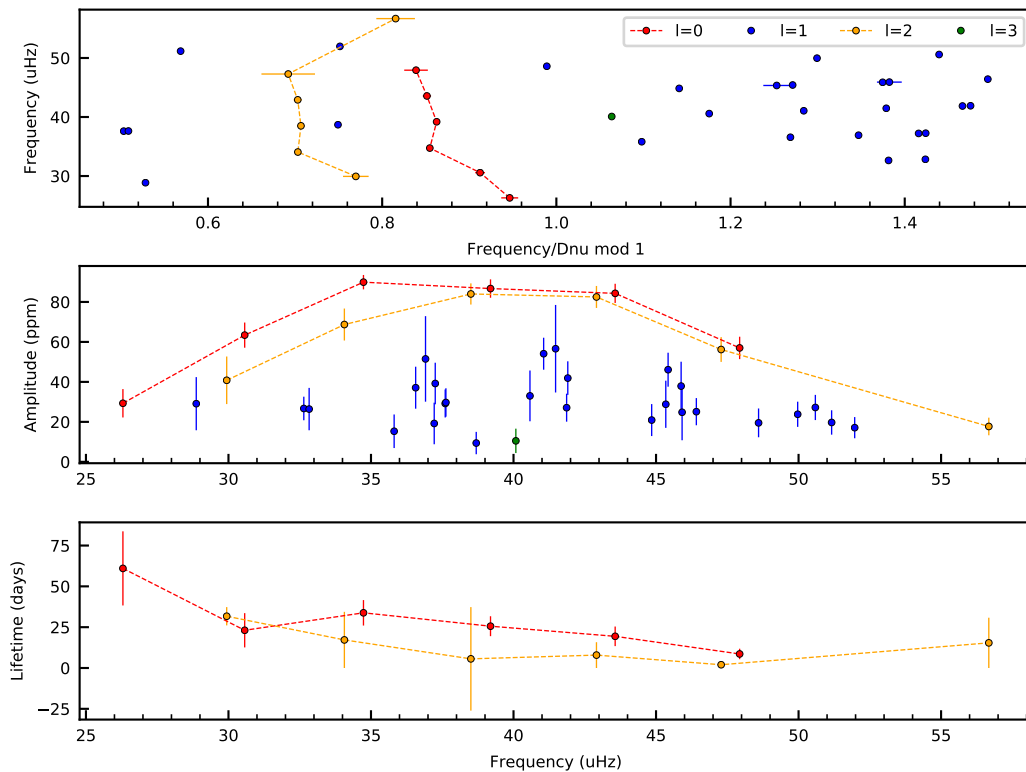 l=0 l=1 l=2 l=3
Frequency (uHz)
50
40
30
0.6 0.8 1.0 1.2 1.4
Frequency/Dnu mod 1
Amplitude (ppm)
80
60
40
20
0
25 30 35 40 45 50 55
Lifetime (days)
75
50
25
0
−25
25 30 35 40 45 50 55
Frequency (uHz)